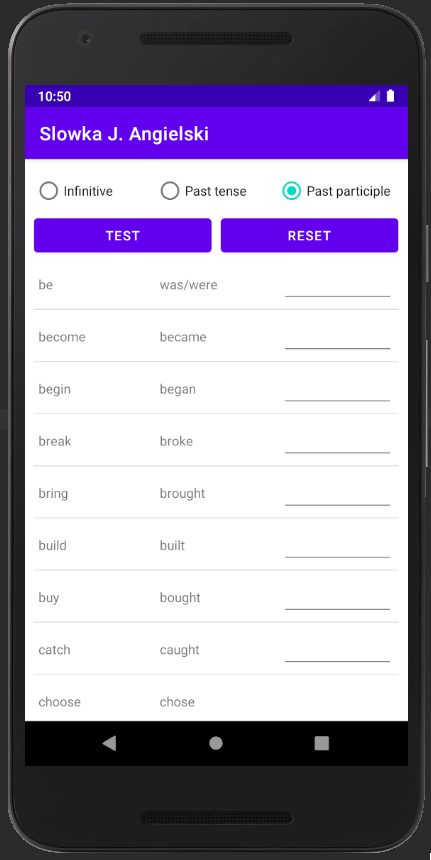 10:50
Slowka J. Angielski
Infinitive Past tense Past participle
TEST RESET
be was/were
become became
begin began
break broke
bring brought
build built
buy bought
catch caught
choose chose